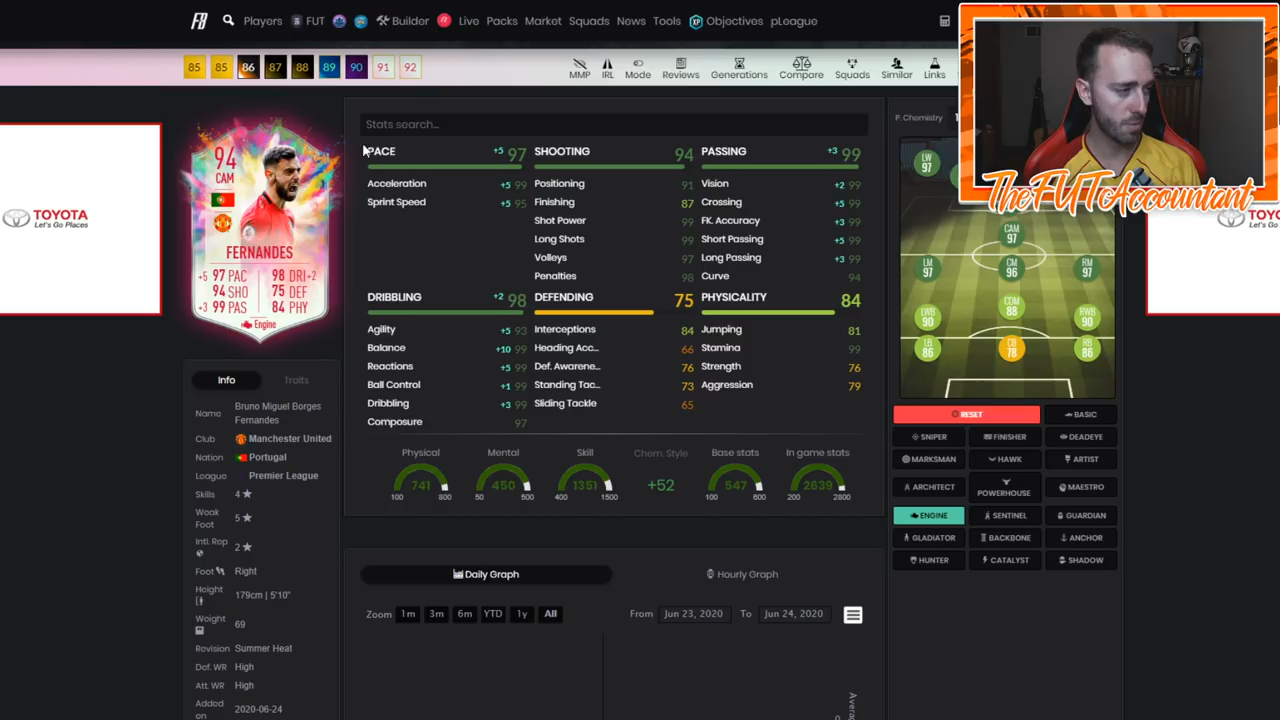 FB Players FUT Builder Live Packs Market Squads News Tools XP Objectives pLeague
85 85 86 87 88 89 90 91 92
MMP IRL Mode Reviews Generations Compare Squads Similar Links
TheFUTAccountant
TOYOTA
Let's Go Places
94
CAM
FERNANDES
+5 97 PAC 98 DRI +2
94 SHO 75 DEF
+3 99 PAS 84 PHY
Engine
Stats search...
PACE +5 97
Acceleration +5 99
Sprint Speed +5 95
SHOOTING 94
Positioning 91
Finishing 87
Shot Power 99
Long Shots 99
Volleys 97
Penalties 98
PASSING +3 99
Vision +2 99
Crossing +5 99
FK. Accuracy +3 99
Short Passing +5 99
Long Passing +3 99
Curve 94
DRIBBLING +2 98
Agility +5 93
Balance +10 99
Reactions +5 99
Ball Control +1 99
Dribbling +3 99
Composure 97
DEFENDING 75
Interceptions 84
Heading Acc... 66
Def. Awarene... 76
Standing Tac... 73
Sliding Tackle 65
PHYSICALITY 84
Jumping 81
Stamina 99
Strength 76
Aggression 79
Physical Mental Skill Chem. Style Base stats In game stats
741 450 1351 +52 547 2639
100 800 50 500 400 1500 100 600 200 2800
P. Chemistry
LW
97
CAM
97
LM
97
CM
96
RM
97
LWB
90
CDM
88
RWB
90
LB
86
CB
78
RB
86
RESET BASIC
SNIPER FINISHER DEADEYE
MARKSMAN HAWK ARTIST
ARCHITECT POWERHOUSE MAESTRO
ENGINE SENTINEL GUARDIAN
GLADIATOR BACKBONE ANCHOR
HUNTER CATALYST SHADOW
Info Traits
Name Bruno Miguel Borges
Fernandes
Club Manchester United
Nation Portugal
League Premier League
Skills 4★
Weak
Foot 5★
Intl. Rep 2★
Foot Right
Height 179cm | 5'10"
Weight 69
Revision Summer Heat
Def. WR High
Att. WR High
Added
on 2020-06-24
Daily Graph Hourly Graph
Zoom 1m 3m 6m YTD 1y All From Jun 23, 2020 To Jun 24, 2020